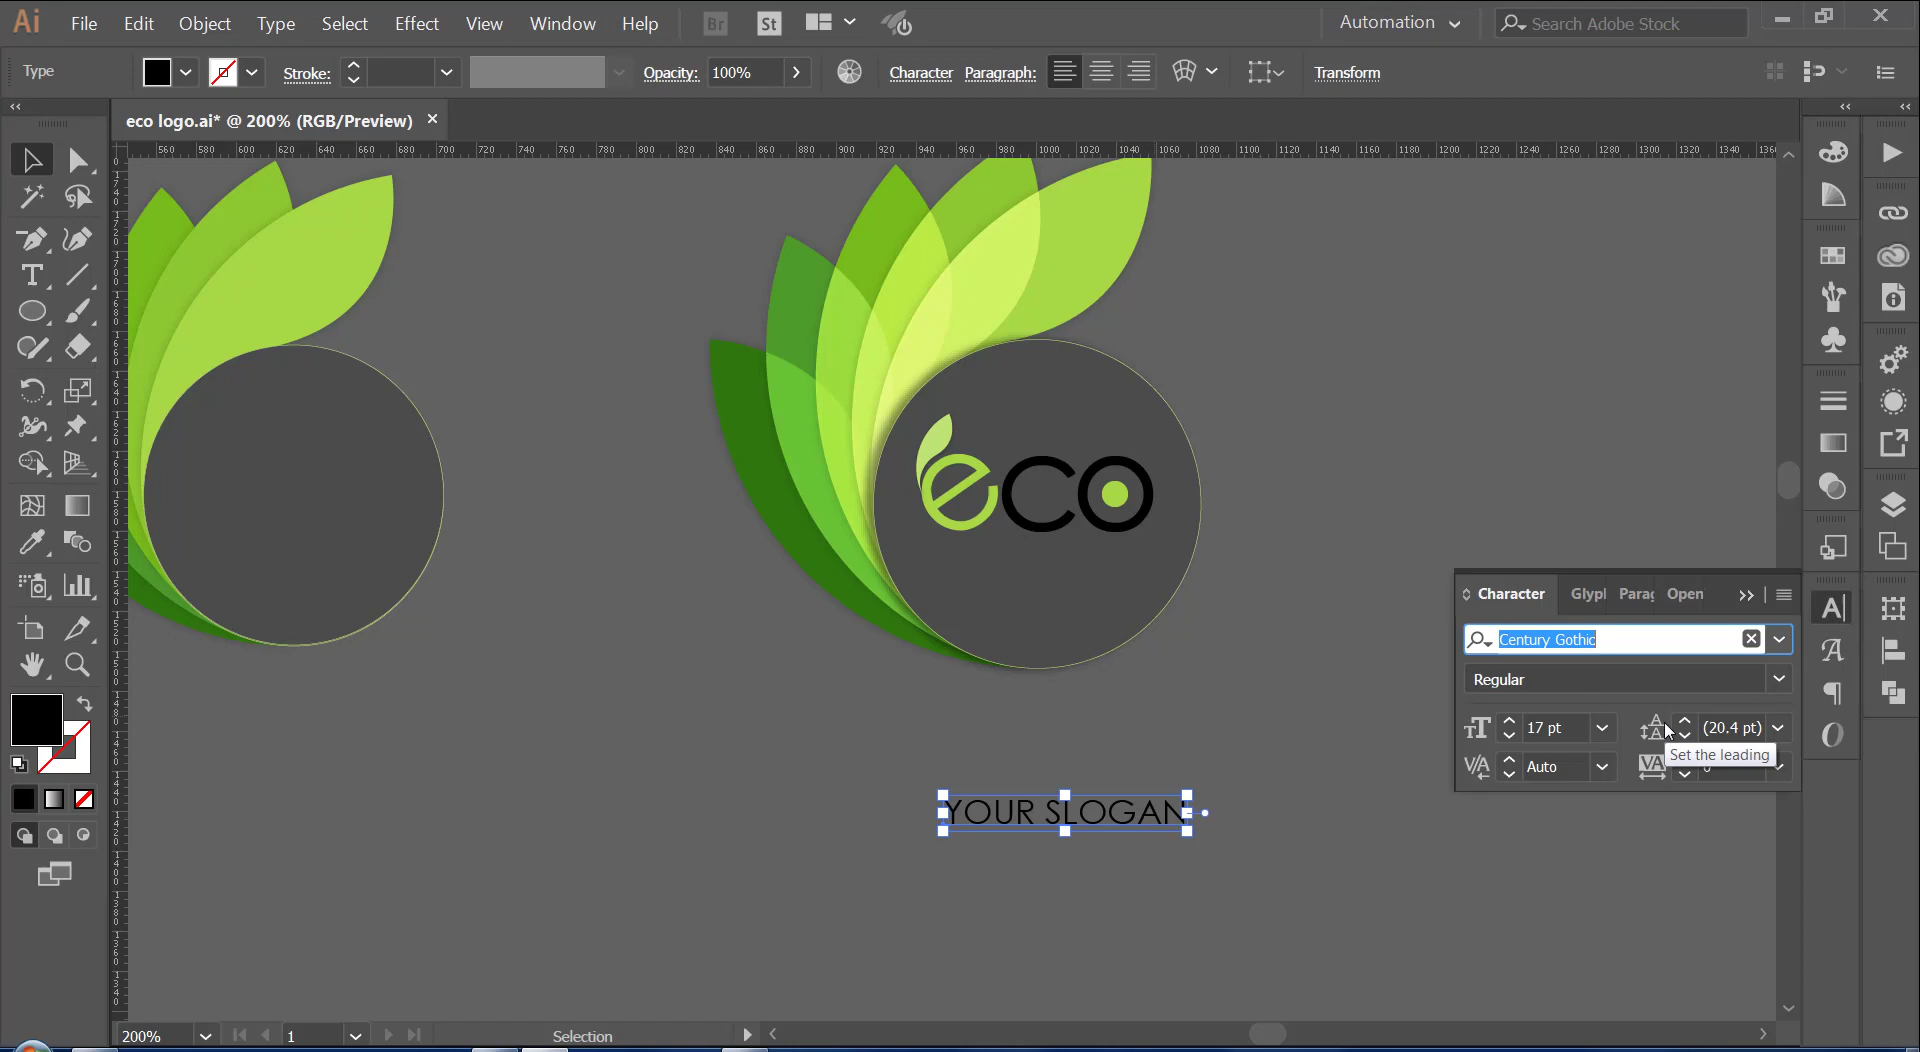 Ai File Edit Object Type Select Effect View Window Help Br St Automation Search Adobe Stock
Type Stroke: Opacity: 100% Character Paragraph: Transform
eco logo.ai* @ 200% (RGB/Preview)
560 580 600 620 640 660 680 700 720 740 760 780 800 820 840 860 880 900 920 940 960 980 1000 1020 1040 1060 1080 1100 1120 1140 1160 1180 1200 1220 1240 1260 1280 1300 1320 1340 136
eco
Character Glypl Parag Open
Century Gothic
Regular
17 pt (20.4 pt)
Set the leading
Auto
YOUR SLOGAN
200% 1 Selection